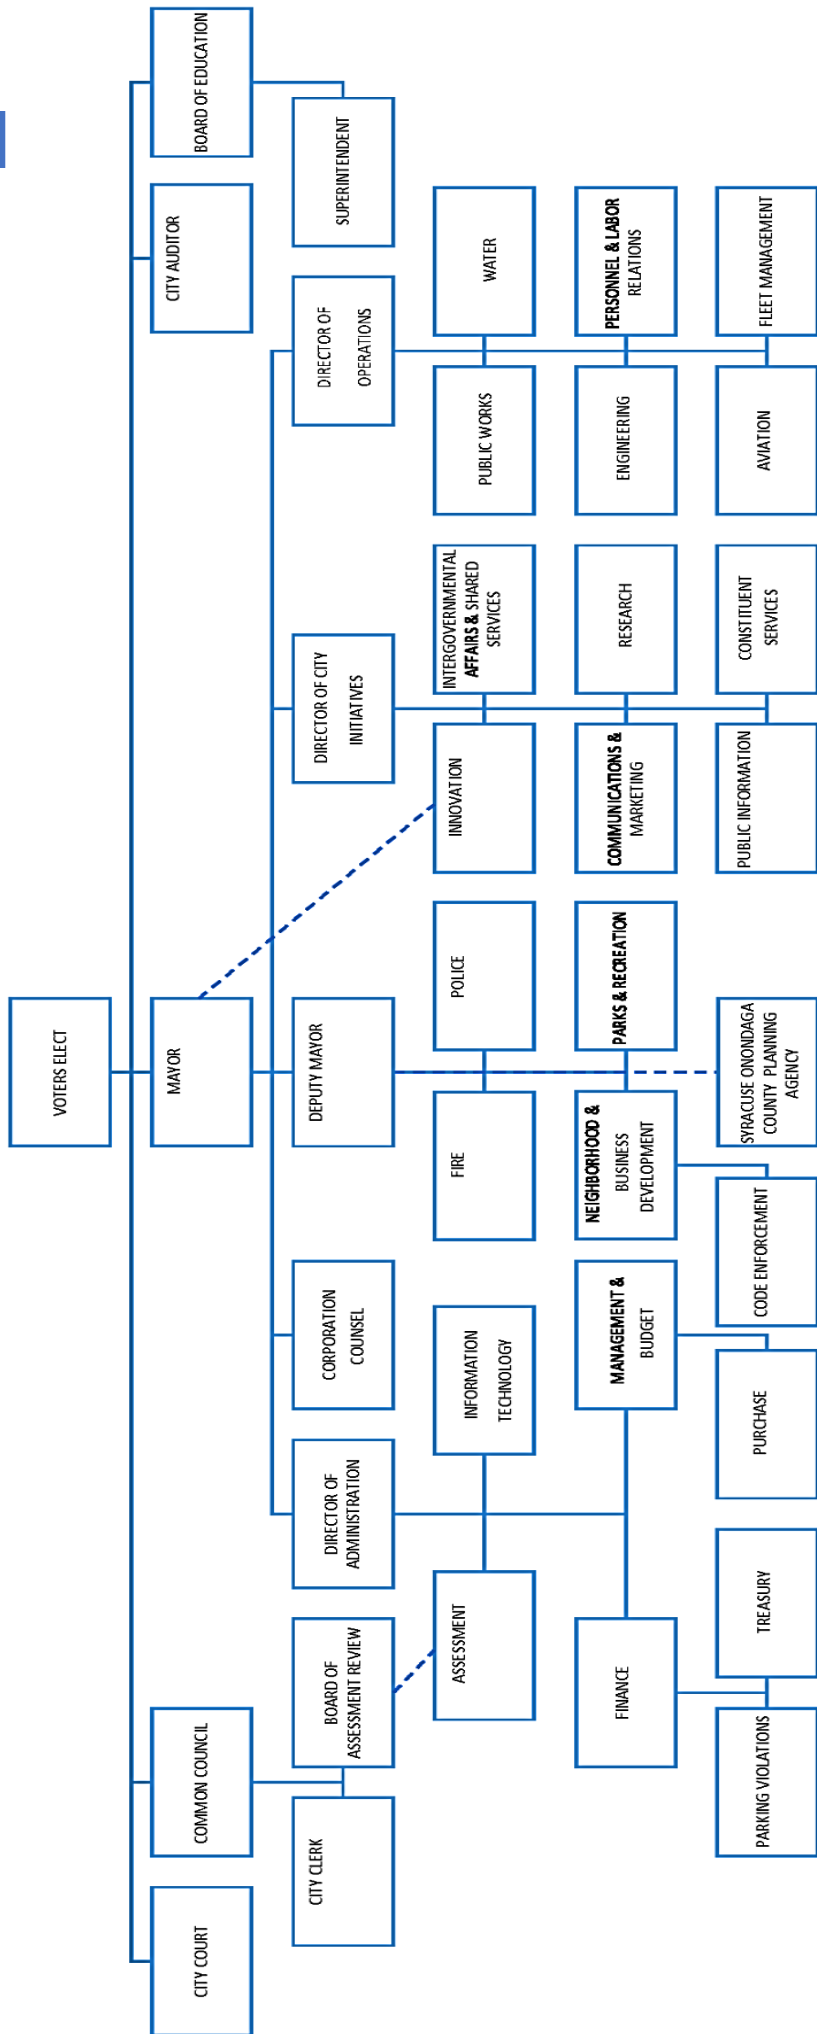 VOTERS ELECT
CITY COURT
COMMON COUNCIL
MAYOR
CITY AUDITOR
BOARD OF EDUCATION
CITY CLERK
BOARD OF
ASSESSMENT REVIEW
DIRECTOR OF
ADMINISTRATION
CORPORATION
COUNSEL
DEPUTY MAYOR
DIRECTOR OF CITY
INITIATIVES
DIRECTOR OF
OPERATIONS
SUPERINTENDENT
ASSESSMENT
INFORMATION
TECHNOLOGY
FIRE
POLICE
INNOVATION
INTERGOVERNMENTAL
AFFAIRS & SHARED
SERVICES
PUBLIC WORKS
WATER
FINANCE
MANAGEMENT &
BUDGET
NEIGHBORHOOD &
BUSINESS
DEVELOPMENT
PARKS & RECREATION
COMMUNICATIONS &
MARKETING
RESEARCH
ENGINEERING
PERSONNEL & LABOR
RELATIONS
PARKING VIOLATIONS
TREASURY
PURCHASE
CODE ENFORCEMENT
SYRACUSE ONONDAGA
COUNTY PLANNING
AGENCY
PUBLIC INFORMATION
CONSTITUENT
SERVICES
AVIATION
FLEET MANAGEMENT